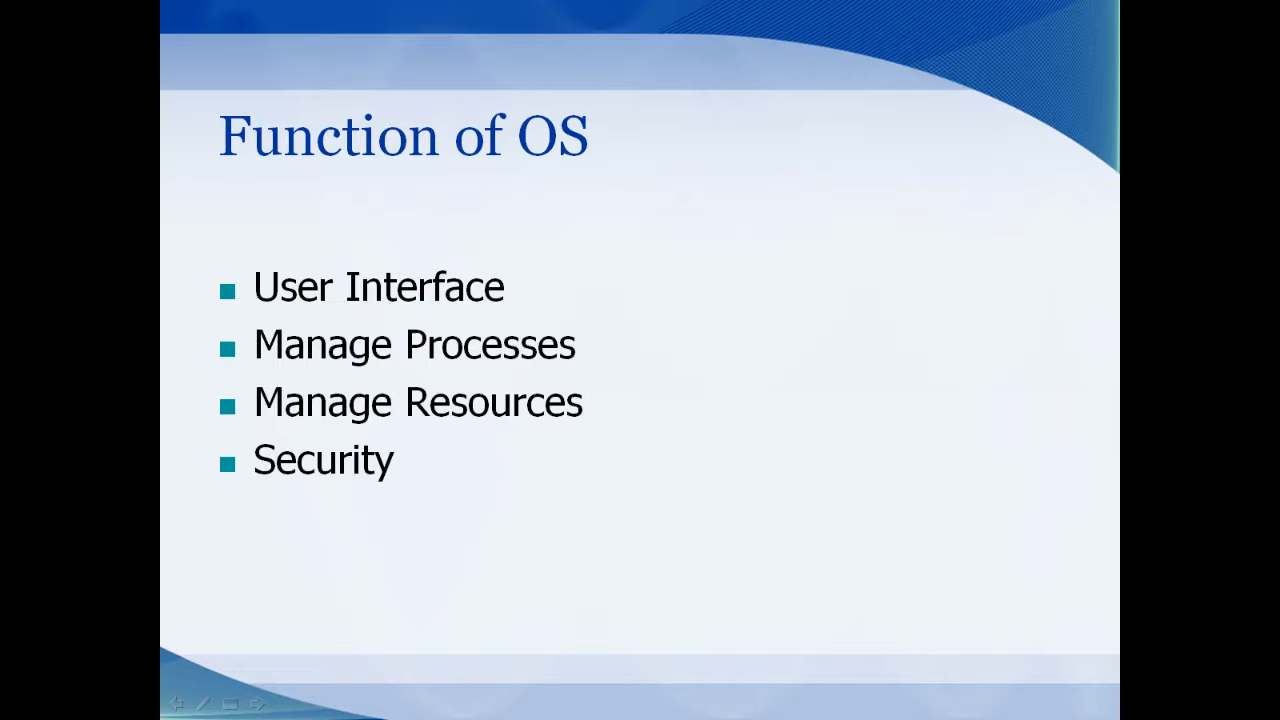 Function of OS
User Interface
Manage Processes
Manage Resources
Security